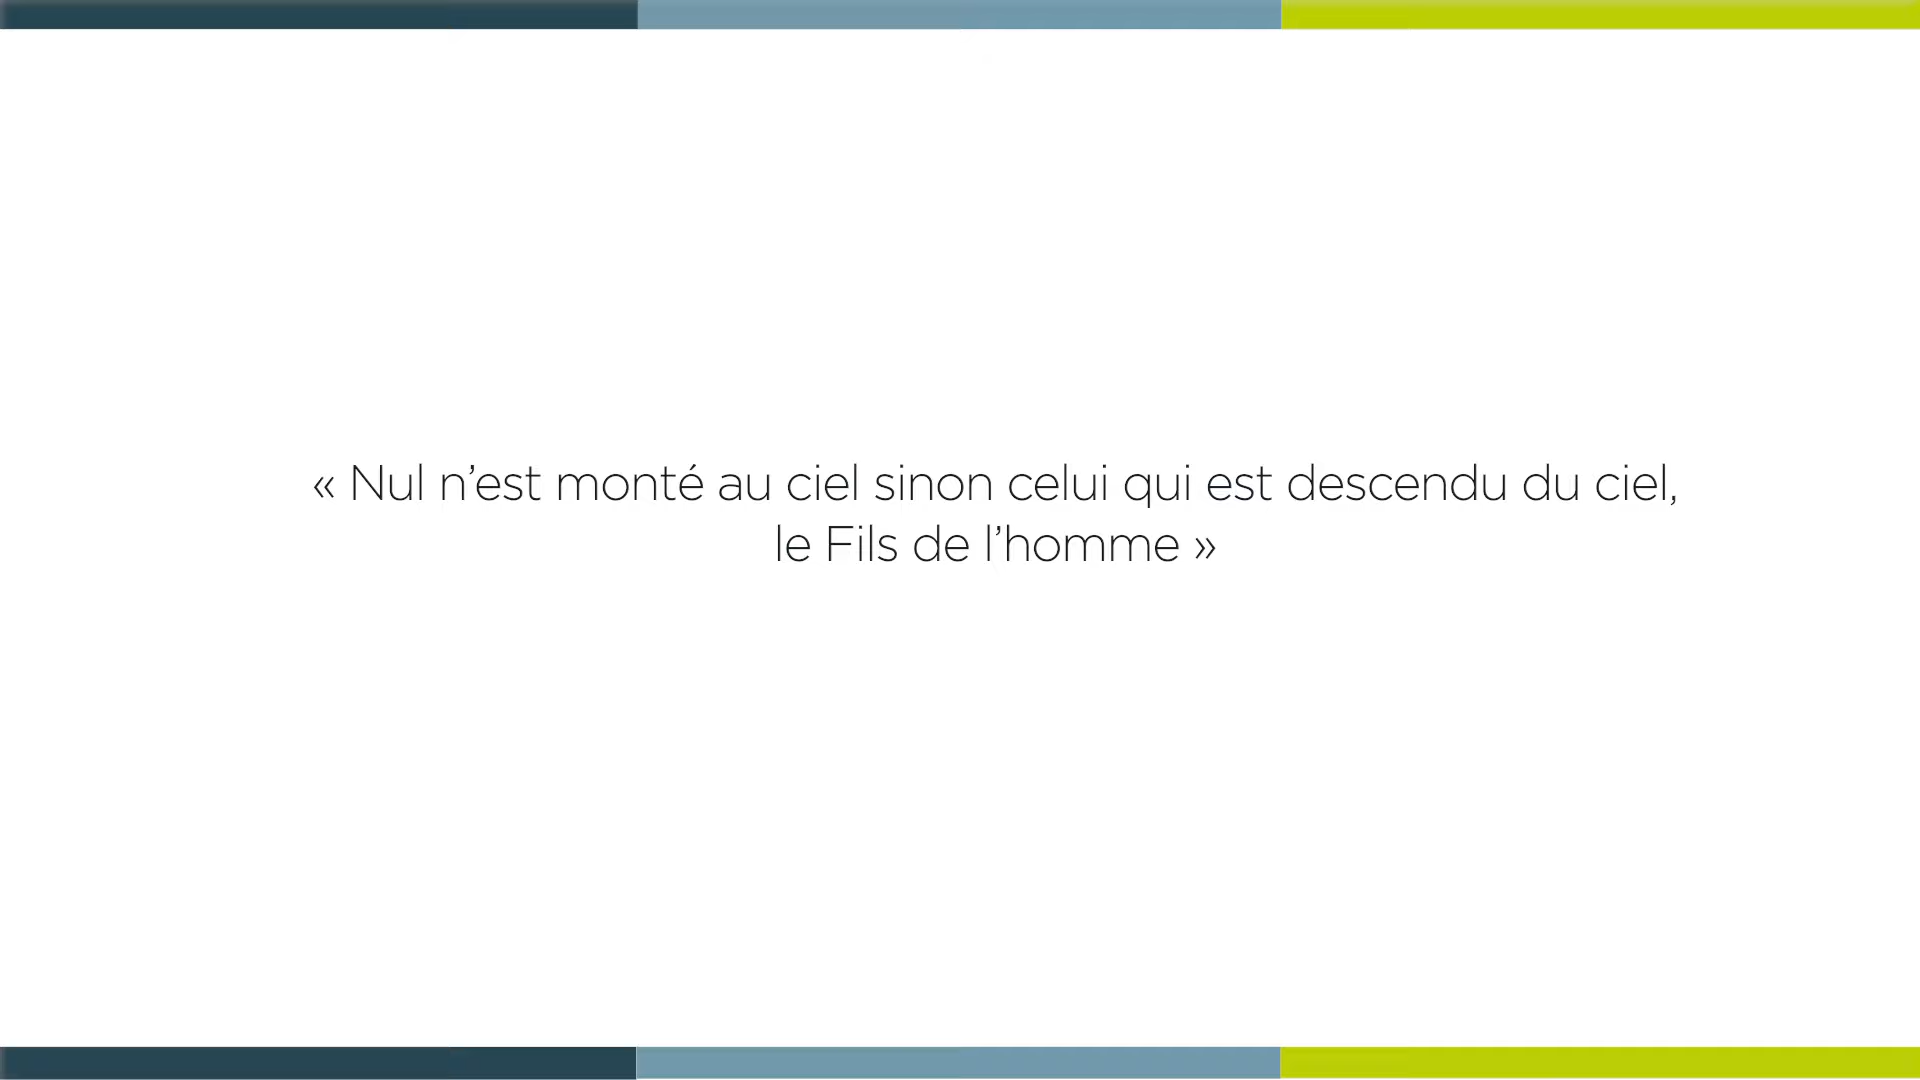 « Nul n’est monté au ciel sinon celui qui est descendu du ciel,
le Fils de l’homme »